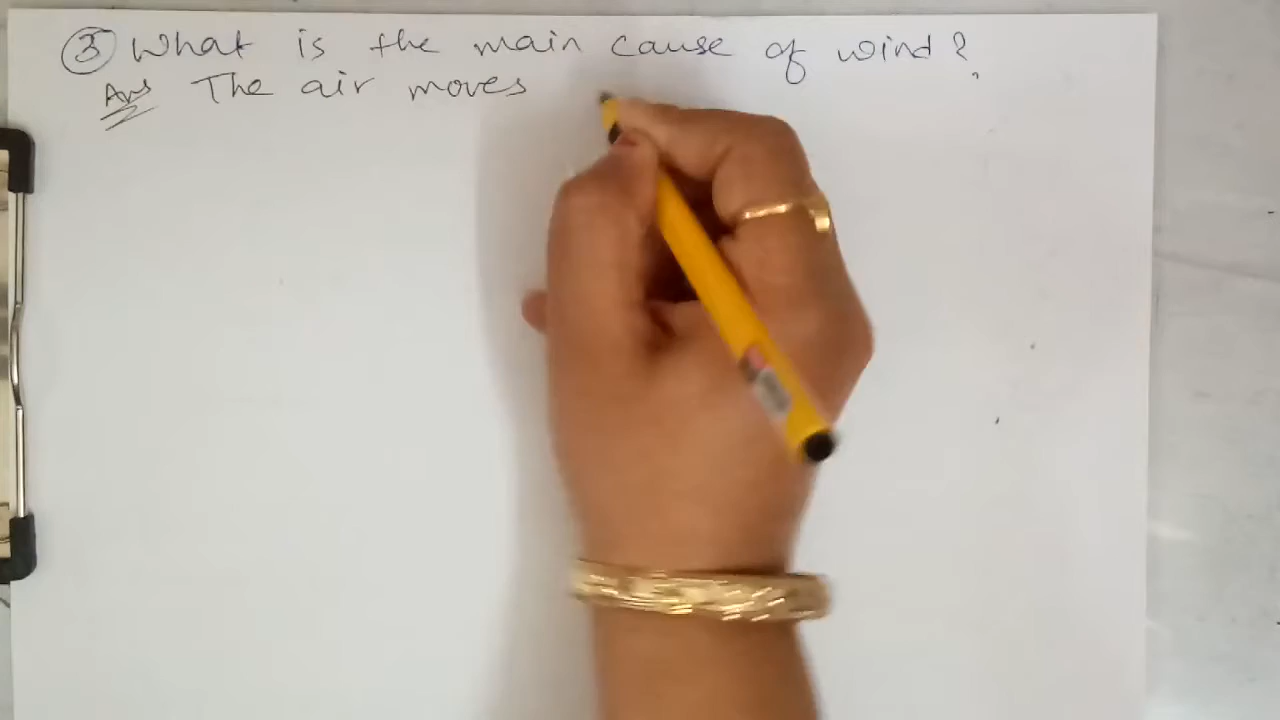 ③ What is the main cause of wind?
Ans The air moves